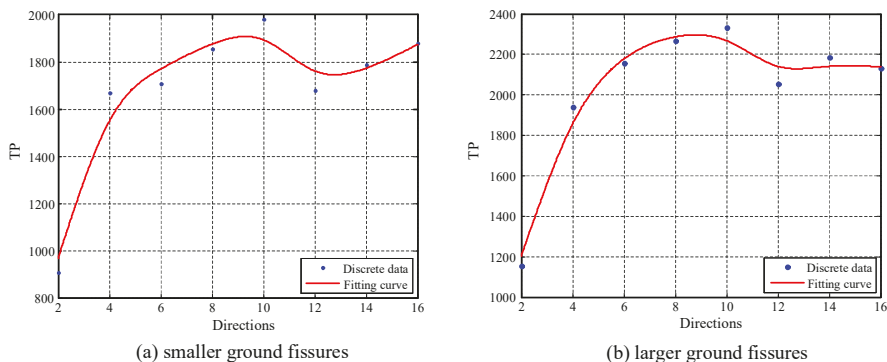 2000
1800
1600
1400
1200
1000
800
TP
2 4 6 8 10 12 14 16
Directions
Discrete data
Fitting curve
(a) smaller ground fissures
2400
2200
2000
1800
1600
1400
1200
1000
TP
2 4 6 8 10 12 14 16
Directions
Discrete data
Fitting curve
(b) larger ground fissures